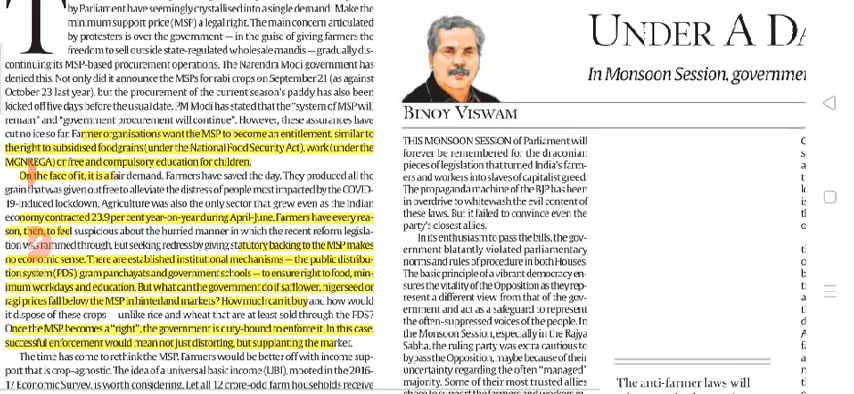 T
by Parliament have seemingly crystallised into a single demand: Make the
minimum support price (MSP) a legal right. The main concern articulated
by protesters is over the government — in the guise of giving farmers the
freedom to sell outside state-regulated wholesale mandis — gradually dis-
continuing its MSP-based procurement operations. The Narendra Modi government has
denied this. Not only did it announce the MSPs for rabi crops on September 21 (as against
October 23 last year), but the procurement of the current season's paddy has also been
kicked off five days before the usual date. PM Modi has stated that the "system of MSP will
remain" and "government procurement will continue". However, these assurances have
cut no ice so far. Farmer organisations want the MSP to become an entitlement, similar to
the right to subsidised foodgrains (under the National Food Security Act), work (under the
MGNREGA) or free and compulsory education for children.
On the face of it, it is a fair demand. Farmers have saved the day. They produced all the
grain that was given out free to alleviate the distress of people most impacted by the COVID-
19-induced lockdown. Agriculture was also the only sector that grew even as the Indian
economy contracted 23.9 per cent year-on-year during April-June. Farmers have every rea-
son, then, to feel suspicious about the hurried manner in which the recent reform legisla-
tion was rammed through. But seeking redress by giving statutory backing to the MSP makes
no economic sense. There are established institutional mechanisms — the public distribu-
tion system (PDS), gram panchayats and government schools — to ensure right to food, min-
imum workdays and education. But what can the government do if safflower, nigerseed or
ragi prices fall below the MSP in hinterland markets? How much can it buy and how would
it dispose of these crops — unlike rice and wheat that are at least sold through the PDS?
Once the MSP becomes a "right", the government is duty-bound to enforce it. In this case
successful enforcement would mean not just distorting, but supplanting the market.
The time has come to rethink the MSP. Farmers would be better off with income sup-
port that is crop-agnostic. The idea of a universal basic income (UBI), mooted in the 2016-
17 Economic Survey, is worth considering. Let all 12 crore-odd farm households receive
UNDER A DA
In Monsoon Session, governme
BINOY VISWAM
THIS MONSOON SESSION of Parliament will
forever be remembered for the draconian
pieces of legislation that turned India's farm-
ers and workers into slaves of capitalist greed.
The propaganda machine of the BJP has been
in overdrive to whitewash the evil content of
these laws. But it failed to convince even the
party's closest allies.
In its enthusiasm to pass the bills, the gov-
ernment blatantly violated parliamentary
norms and rules of procedure in both Houses.
The basic principle of a vibrant democracy en-
sures the vitality of the Opposition as they rep-
resent a different view from that of the gov-
ernment and act as a safeguard to represent
the often-suppressed voices of the people. In
the Monsoon Session, especially in the Rajya
Sabha, the ruling party was extra cautious to
bypass the Opposition, maybe because of their
uncertainty regarding the often "managed"
majority. Some of their most trusted allies
The anti-farmer laws will